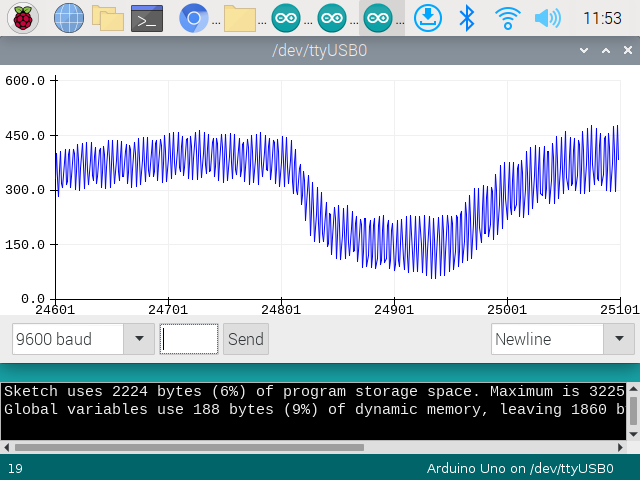 ... ... ... ... ... 11:53
/dev/ttyUSB0
600.0
450.0
300.0
150.0
0.0
24601 24701 24801 24901 25001 25101
9600 baud Send Newline
Sketch uses 2224 bytes (6%) of program storage space. Maximum is 3225
Global variables use 188 bytes (9%) of dynamic memory, leaving 1860 b
19 Arduino Uno on /dev/ttyUSB0